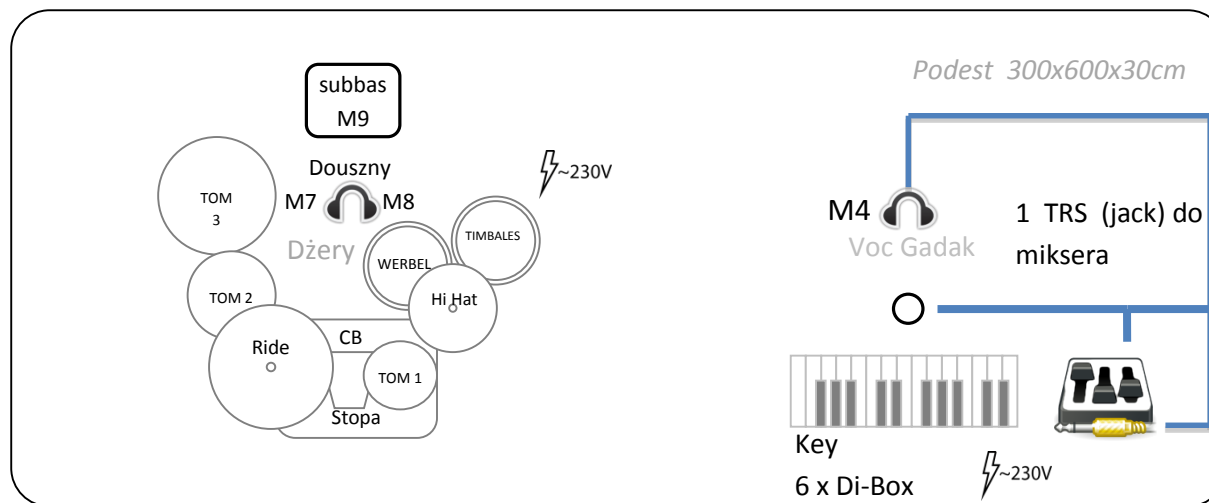 Podest 300x600x30cm
subbas
M9
Douszny
M7
M8
~230V
TOM
3
Dżery
WERBEL
TIMBALES
TOM 2
Hi Hat
Ride
CB
TOM 1
Stopa
M4
Voc Gadak
1 TRS (jack) do
miksera
Key
6 x Di-Box
~230V